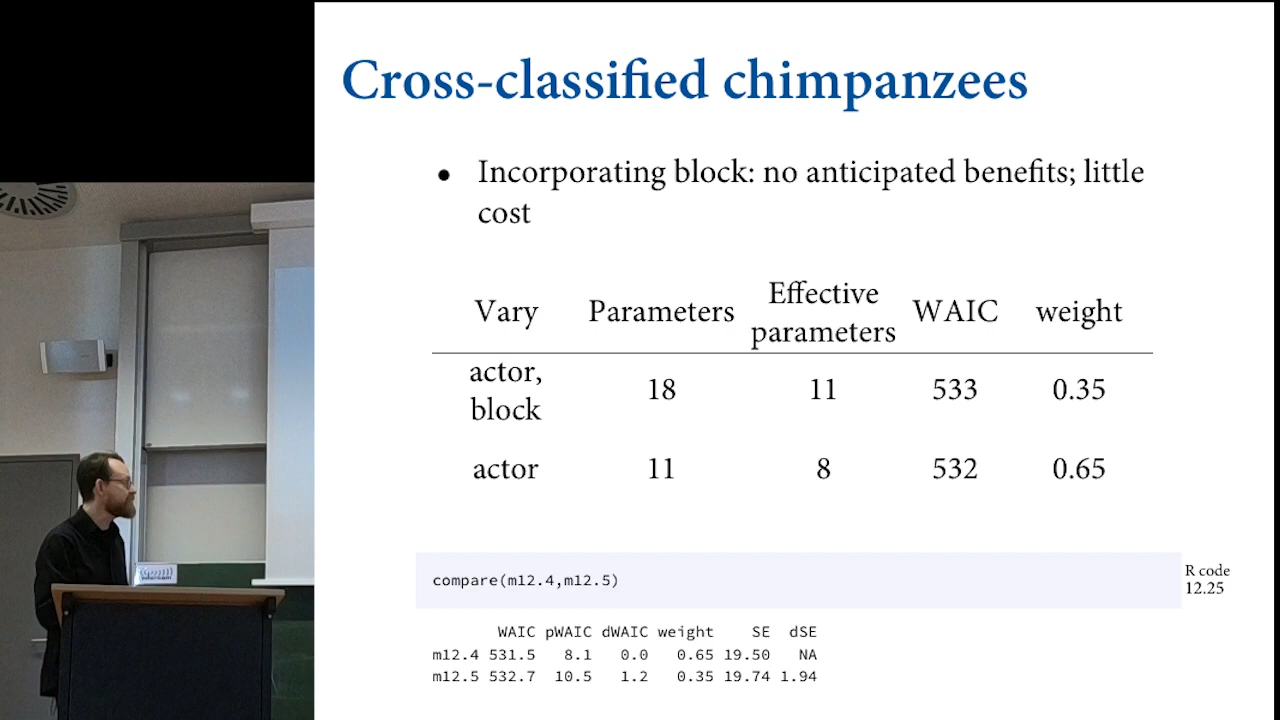 Cross-classified chimpanzees
• Incorporating block: no anticipated benefits; little
cost
Vary Parameters Effective parameters WAIC weight
actor, block 18 11 533 0.35
actor 11 8 532 0.65
compare(m12.4,m12.5)
R code
12.25
WAIC pWAIC dWAIC weight SE dSE
m12.4 531.5 8.1 0.0 0.65 19.50 NA
m12.5 532.7 10.5 1.2 0.35 19.74 1.94